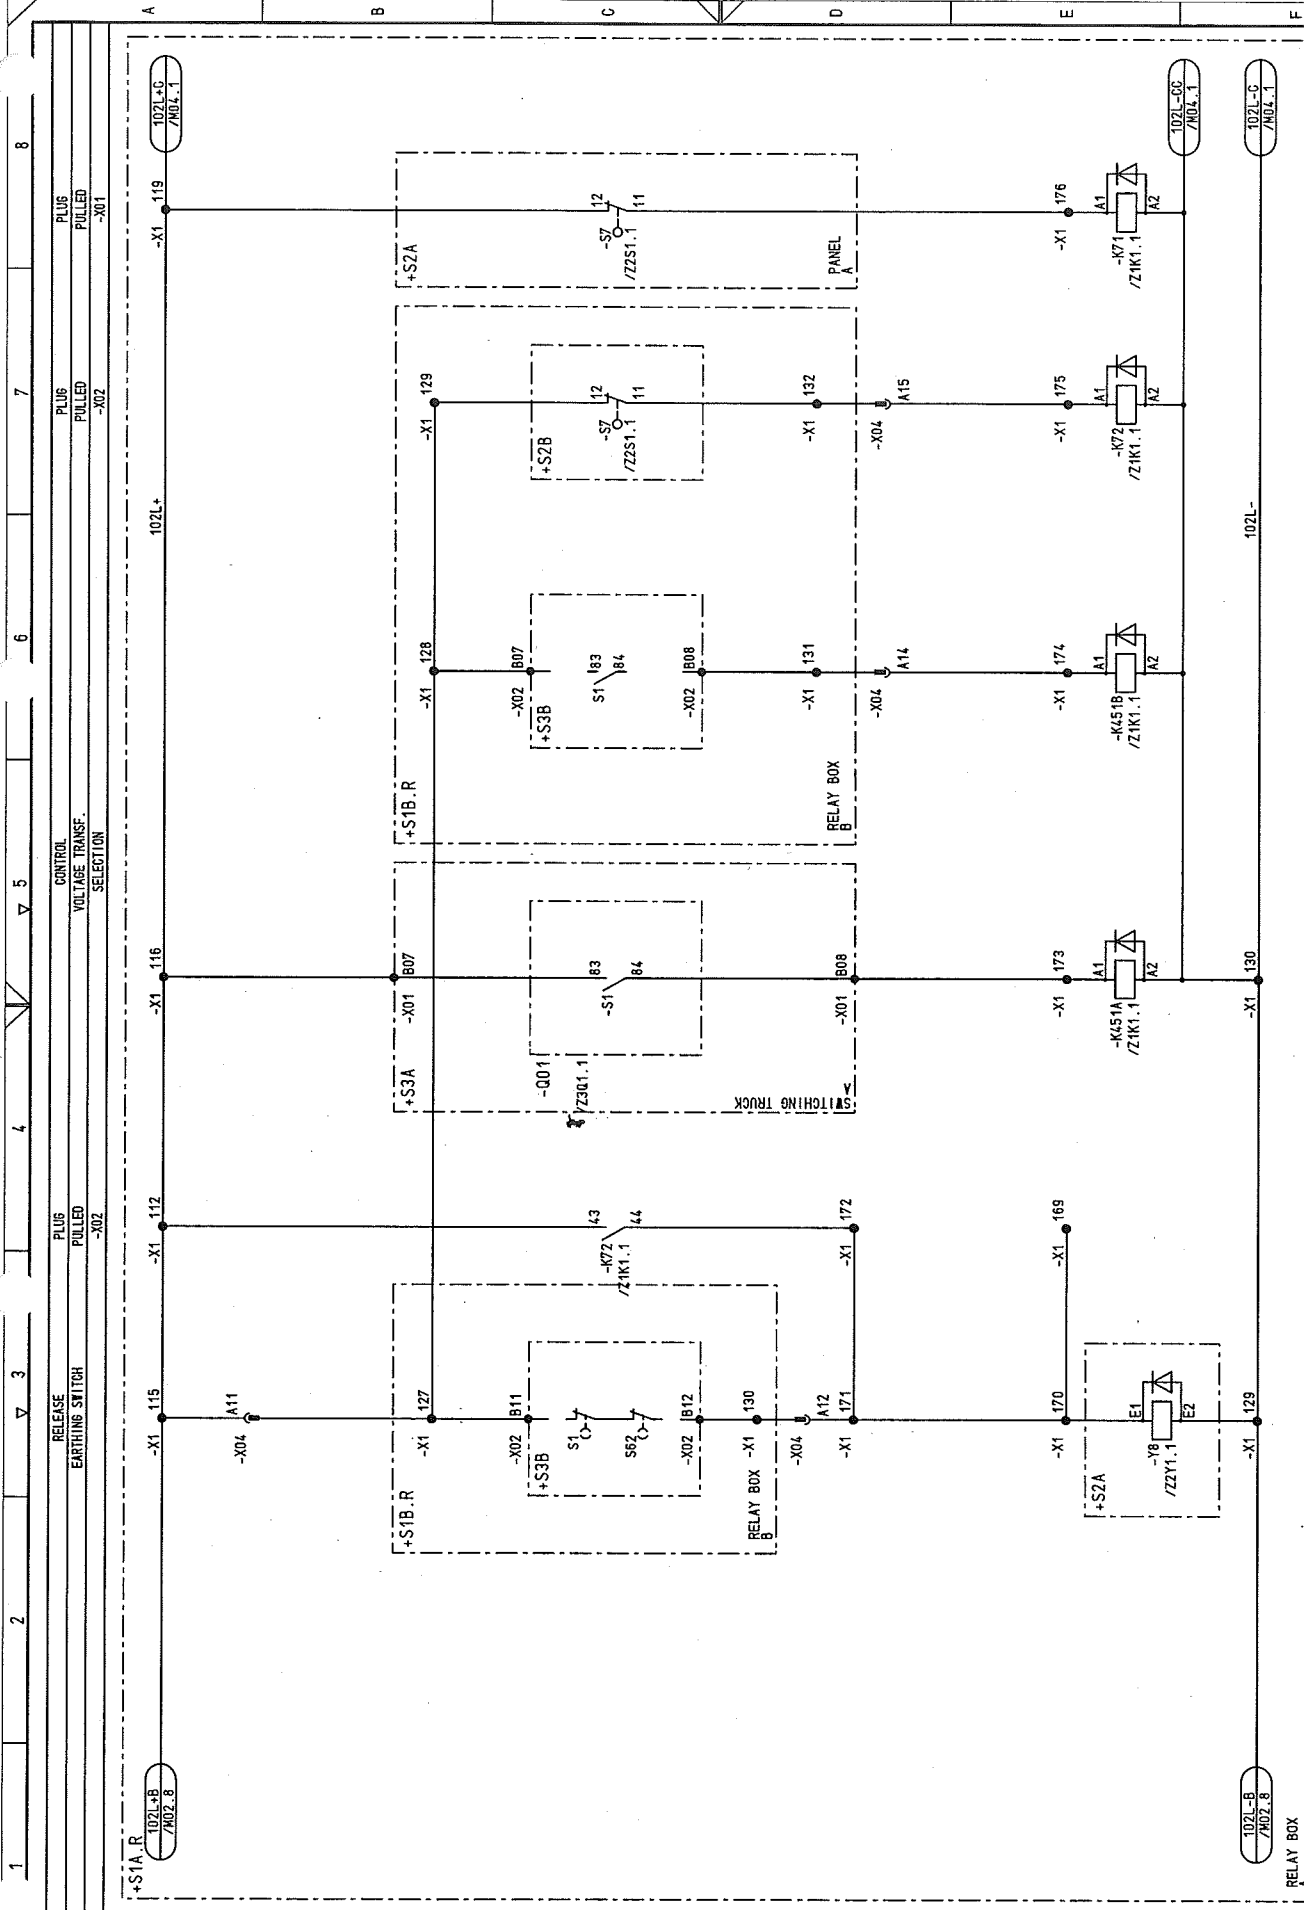 1
2
3
4
5
6
7
8
A
B
C
D
E
F
RELEASE
EARTHING SWITCH
PLUG
PULLED
-X02
CONTROL
VOLTAGE TRANSF.
SELECTION
PLUG
PULLED
-X02
PLUG
PULLED
-X01
+S1A.R
102L+B
/M02.8
102L+
102L+C
/M04.1
-X1 115
-X1 112
-X1 116
-X1 119
-X04 A11
+S1B.R
-X1 127
-X02 B11
+S3B
S1
S62
-X02 B12
-X1 130
RELAY BOX
B
-X04 A12
-X1 171
-X1 170
+S2A
-Y8
/Z2Y1.1
E1
E2
-X1 129
-K72
/Z1K1.1
43
44
-X1 172
-X1 169
+S3A
-X01 B07
-Q01
/Z3Q1.1
-S1
83
84
-X01 B08
SWITCHING TRUCK
A
-X1 173
-K451A
/Z1K1.1
A1
A2
-X1 130
+S1B.R
-X1 128
-X02 B07
+S3B
S1
83
84
-X02 B08
-X1 131
RELAY BOX
B
-X04 A14
-X1 174
-K451B
/Z1K1.1
A1
A2
-X1 129
+S2B
-S7
/Z2S1.1
12
11
-X1 132
-X04 A15
-X1 175
-K72
/Z1K1.1
A1
A2
+S2A
-S7
/Z2S1.1
12
11
PANEL
A
-X1 176
-K71
/Z1K1.1
A1
A2
102L-CC
/M04.1
102L-B
/M02.8
102L-
102L-C
/M04.1
RELAY BOX